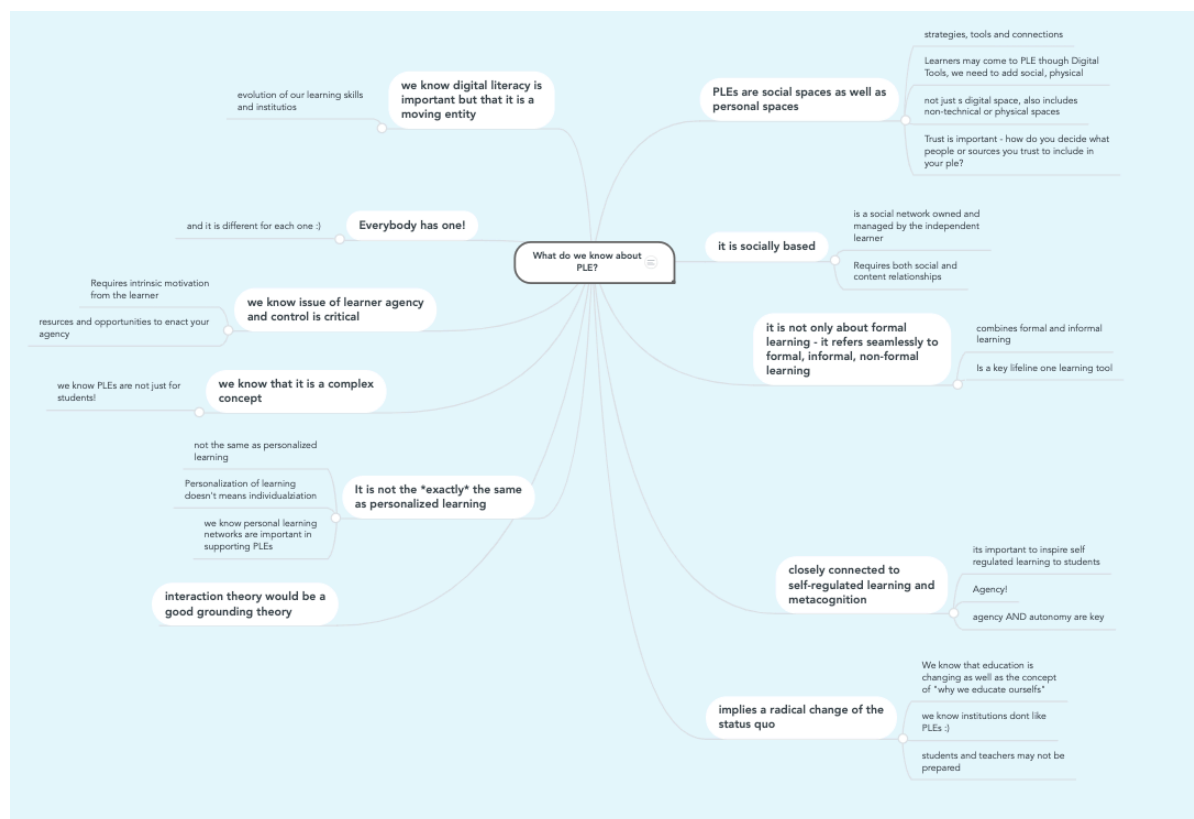 What do we know about
PLE?
we know digital literacy is
important but that it is a
moving entity
evolution of our learning skills
and institutios
Everybody has one!
and it is different for each one :)
we know issue of learner agency
and control is critical
Requires intrinsic motivation
from the learner
resurces and opportunities to enact your
agency
we know that it is a complex
concept
we know PLEs are not just for
students!
It is not the *exactly* the same
as personalized learning
not the same as personalized
learning
Personalization of learning
doesn't means individualziation
we know personal learning
networks are important in
supporting PLEs
interaction theory would be a
good grounding theory
PLEs are social spaces as well as
personal spaces
strategies, tools and connections
Learners may come to PLE though Digital
Tools, we need to add social, physical
not just s digital space, also includes
non-technical or physical spaces
Trust is important - how do you decide what
people or sources you trust to include in
your ple?
it is socially based
is a social network owned and
managed by the independent
learner
Requires both social and
content relationships
it is not only about formal
learning - it refers seamlessly to
formal, informal, non-formal
learning
combines formal and informal
learning
Is a key lifeline one learning tool
closely connected to
self-regulated learning and
metacognition
its important to inspire self
regulated learning to students
Agency!
agency AND autonomy are key
implies a radical change of the
status quo
We know that education is
changing as well as the concept
of "why we educate ourselfs"
we know institutions dont like
PLEs :)
students and teachers may not be
prepared